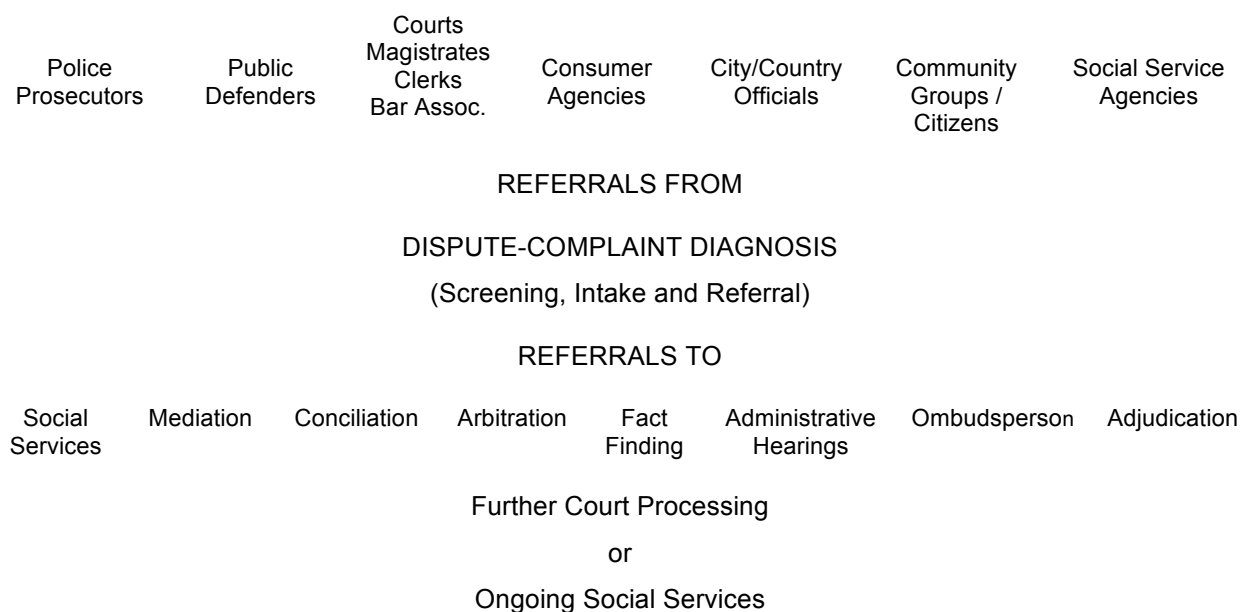 Police
Prosecutors
Public
Defenders
Courts
Magistrates
Clerks
Bar Assoc.
Consumer
Agencies
City/Country
Officials
Community
Groups /
Citizens
Social Service
Agencies
REFERRALS FROM
DISPUTE-COMPLAINT DIAGNOSIS
(Screening, Intake and Referral)
REFERRALS TO
Social
Services
Mediation
Conciliation
Arbitration
Fact
Finding
Administrative
Hearings
Ombudsperson
Adjudication
Further Court Processing
or
Ongoing Social Services